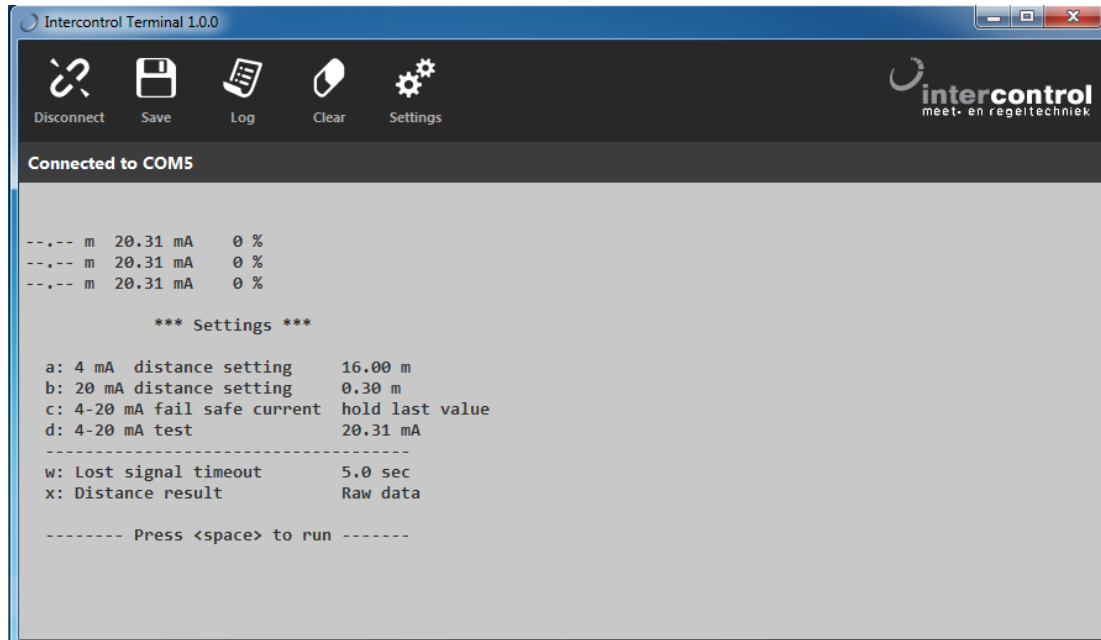 Intercontrol Terminal 1.0.0
Disconnect Save Log Clear Settings
intercontrol
meet- en regeltechniek
Connected to COM5
--.-- m 20.31 mA 0 %
--.-- m 20.31 mA 0 %
--.-- m 20.31 mA 0 %
*** Settings ***
a: 4 mA distance setting 16.00 m
b: 20 mA distance setting 0.30 m
c: 4-20 mA fail safe current hold last value
d: 4-20 mA test 20.31 mA
-------------------------------------
w: Lost signal timeout 5.0 sec
x: Distance result Raw data
-------- Press <space> to run -------